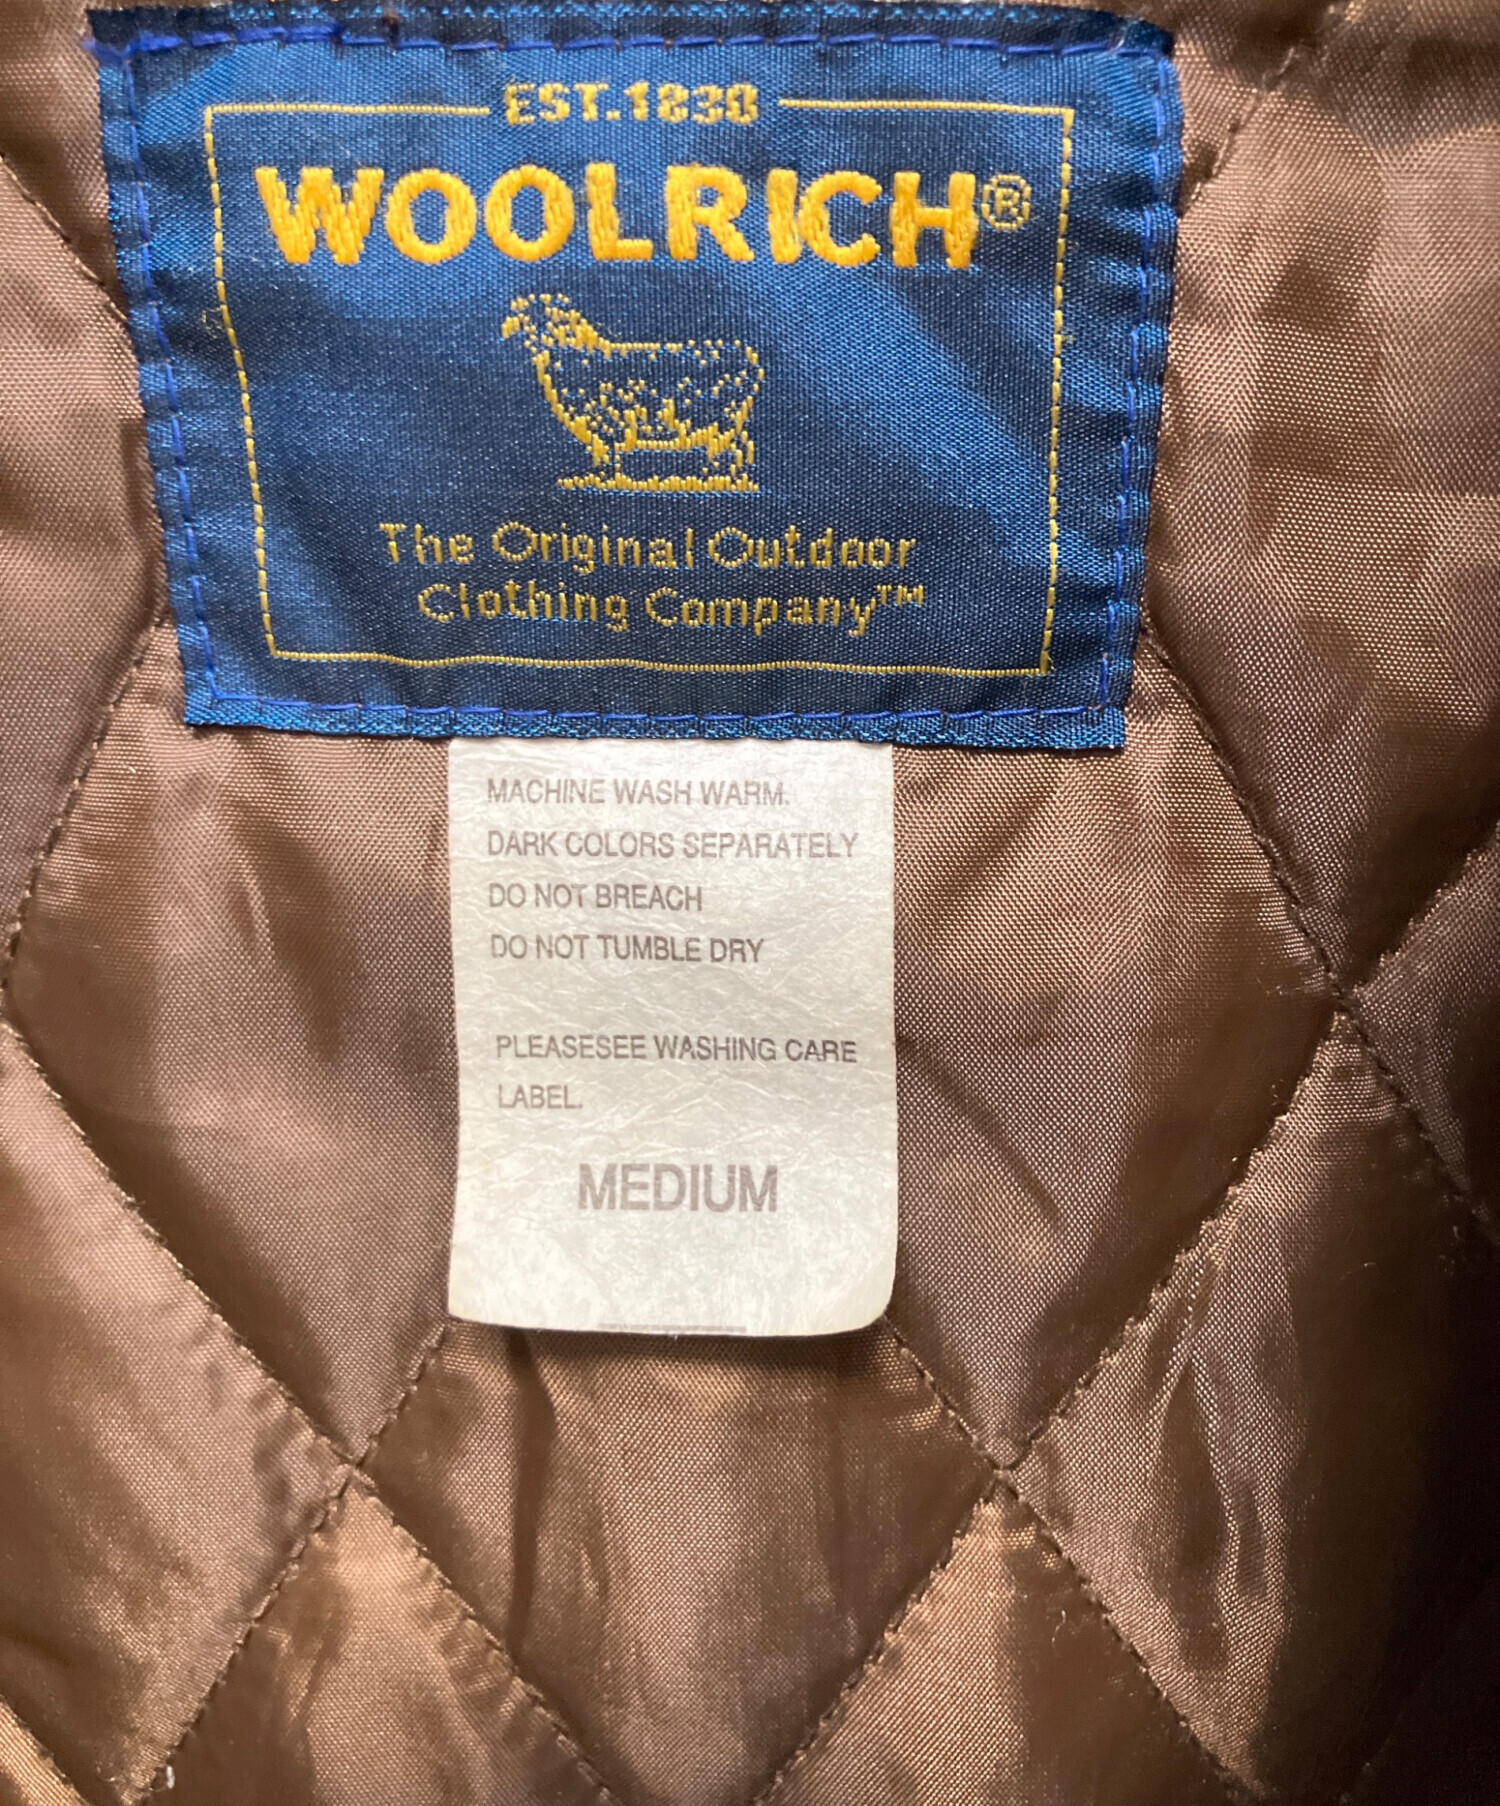 EST.1830
WOOLRICH®
The Original Outdoor
Clothing Company™
MACHINE WASH WARM.
DARK COLORS SEPARATELY
DO NOT BREACH
DO NOT TUMBLE DRY
PLEASESEE WASHING CARE
LABEL.
MEDIUM